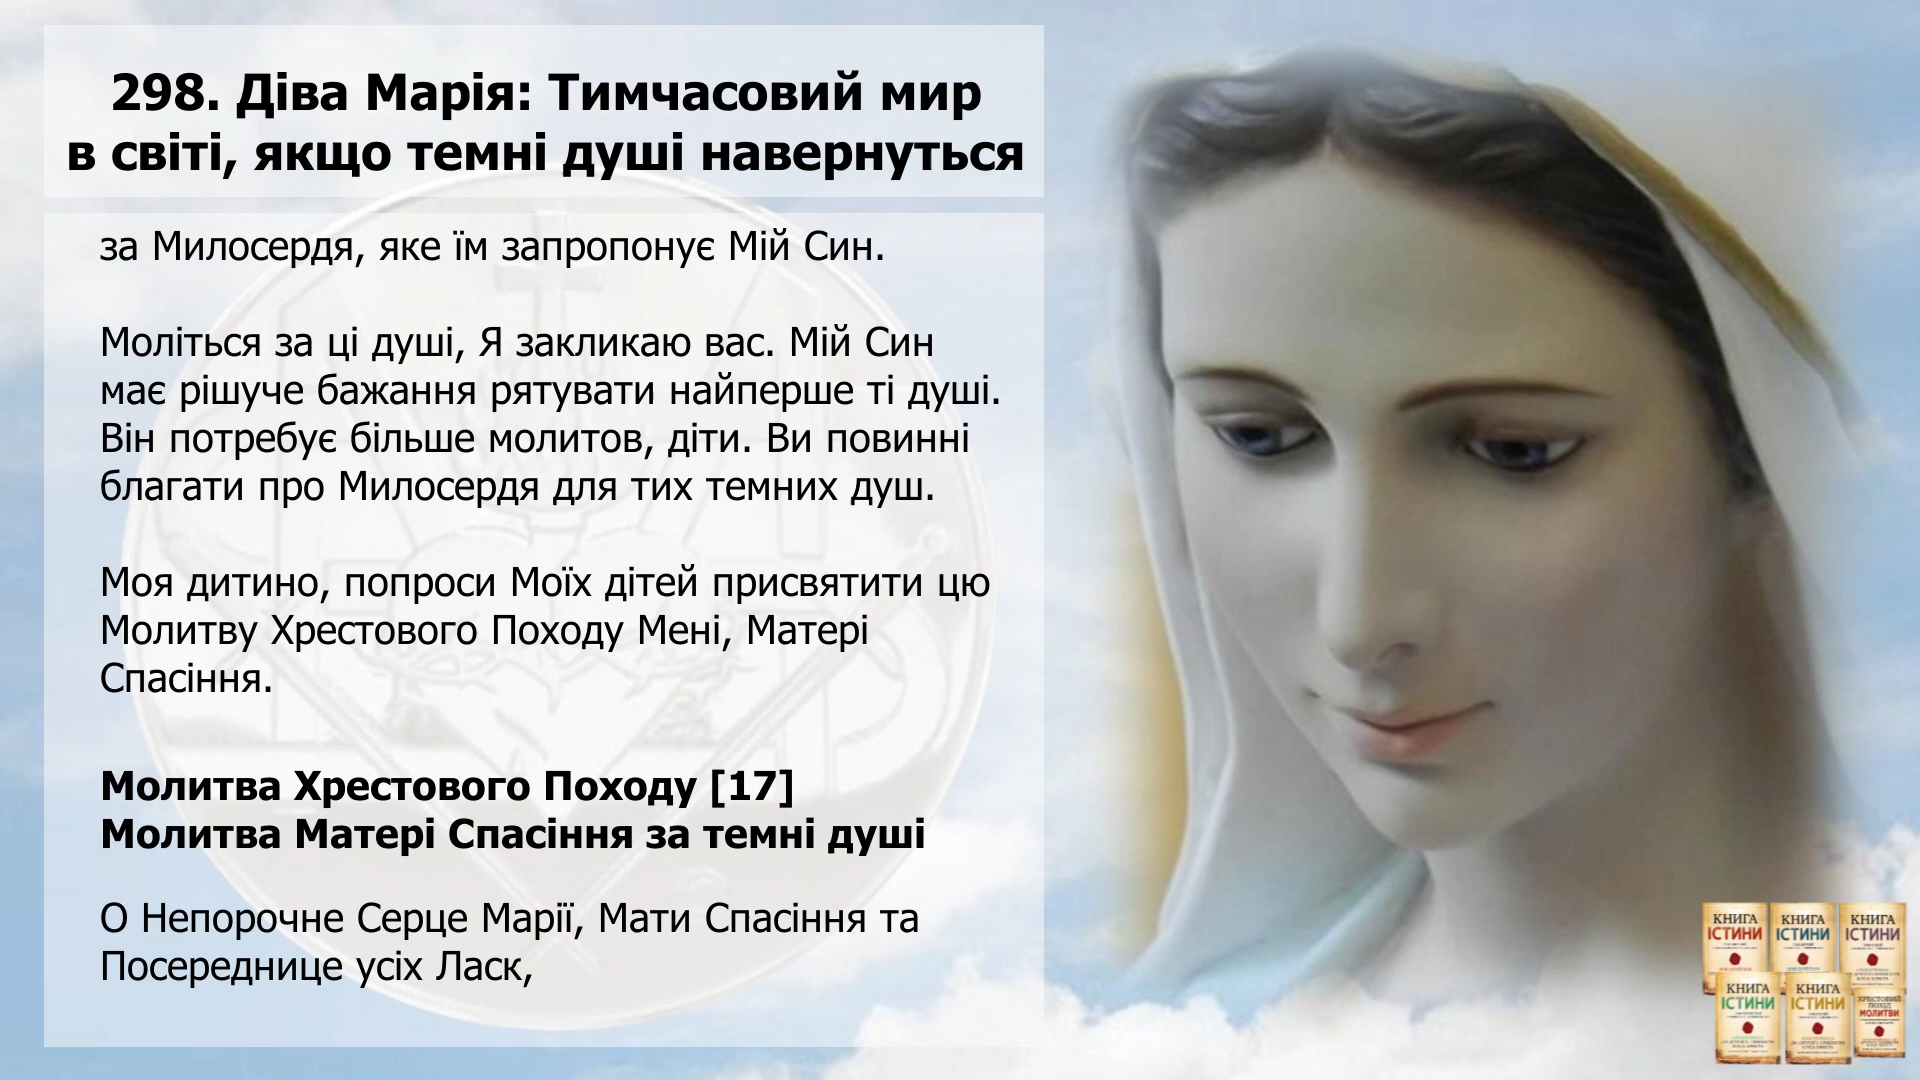 298. Діва Марія: Тимчасовий мир
в світі, якщо темні душі навернуться
за Милосердя, яке їм запропонує Мій Син.
Моліться за ці душі, Я закликаю вас. Мій Син
має рішуче бажання рятувати найперше ті душі.
Він потребує більше молитов, діти. Ви повинні
благати про Милосердя для тих темних душ.
Моя дитино, попроси Моїх дітей присвятити цю
Молитву Хрестового Походу Мені, Матері
Спасіння.
Молитва Хрестового Походу [17]
Молитва Матері Спасіння за темні душі
О Непорочне Серце Марії, Мати Спасіння та
Посереднице усіх Ласк,
КНИГА
ІСТИНИ
КНИГА
ІСТИНИ
КНИГА
ІСТИНИ
КНИГА
ІСТИНИ
КНИГА
ІСТИНИ
ХРЕСТОВИЙ
ПОХІД
МОЛИТВИ